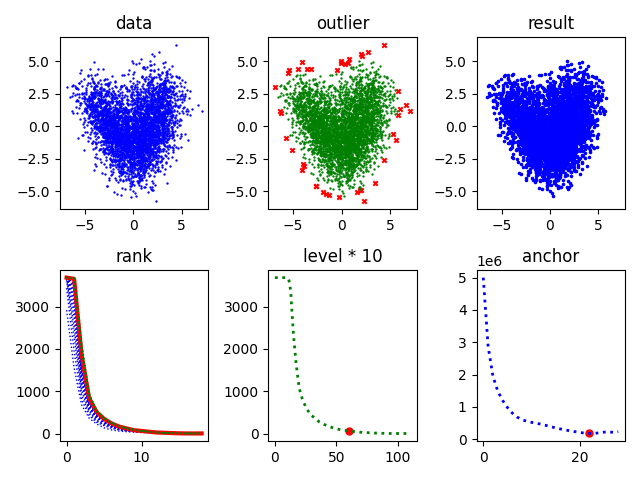 data outlier result
5.0 5.0 5.0
2.5 2.5 2.5
0.0 0.0 0.0
−2.5 −2.5 −2.5
−5.0 −5.0 −5.0
−5 0 5 −5 0 5 −5 0 5
rank level * 10 anchor
1e6
3000 3000 5
4
2000 2000 3
1000 1000 2
1
0 0 0
0 10 0 50 100 0 20